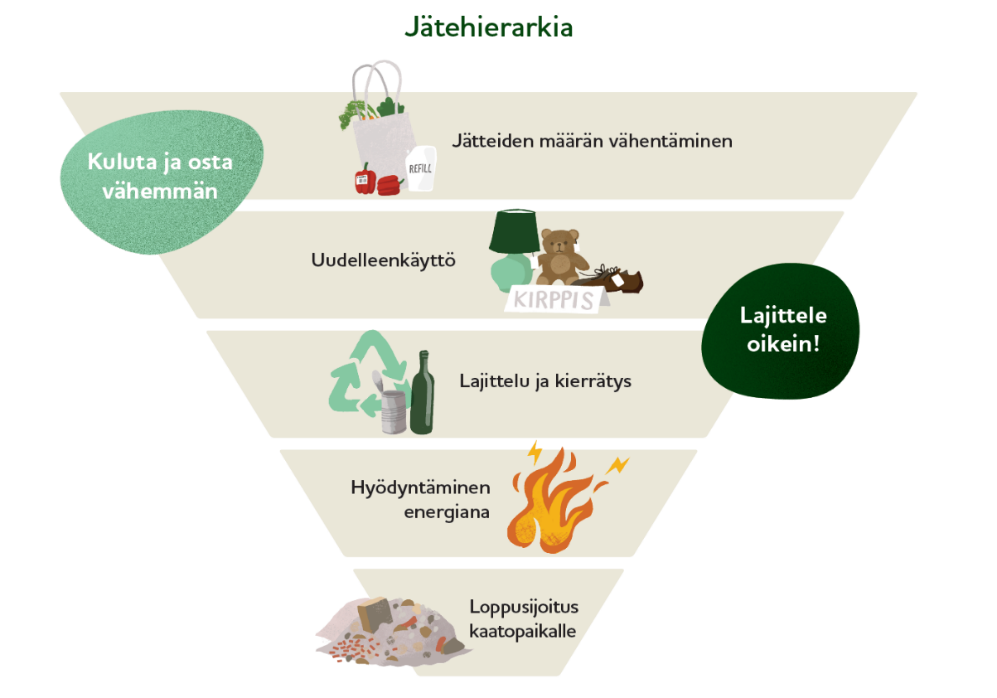 Jätehierarkia
Kuluta ja osta
vähemmän
Jätteiden määrän vähentäminen
REFILL
Uudelleenkäyttö
KIRPPIS
Lajittele
oikein!
Lajittelu ja kierrätys
Hyödyntäminen
energiana
Loppusijoitus
kaatopaikalle